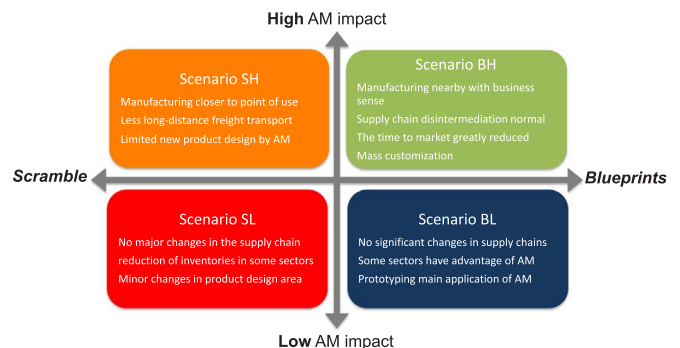 High AM impact
Scenario SH
Manufacturing closer to point of use
Less long-distance freight transport
Limited new product design by AM
Scenario BH
Manufacturing nearby with business
sense
Supply chain disintermediation normal
The time to market greatly reduced
Mass customization
Scramble
Blueprints
Scenario SL
No major changes in the supply chain
reduction of inventories in some sectors
Minor changes in product design area
Scenario BL
No significant changes in supply chains
Some sectors have advantage of AM
Prototyping main application of AM
Low AM impact